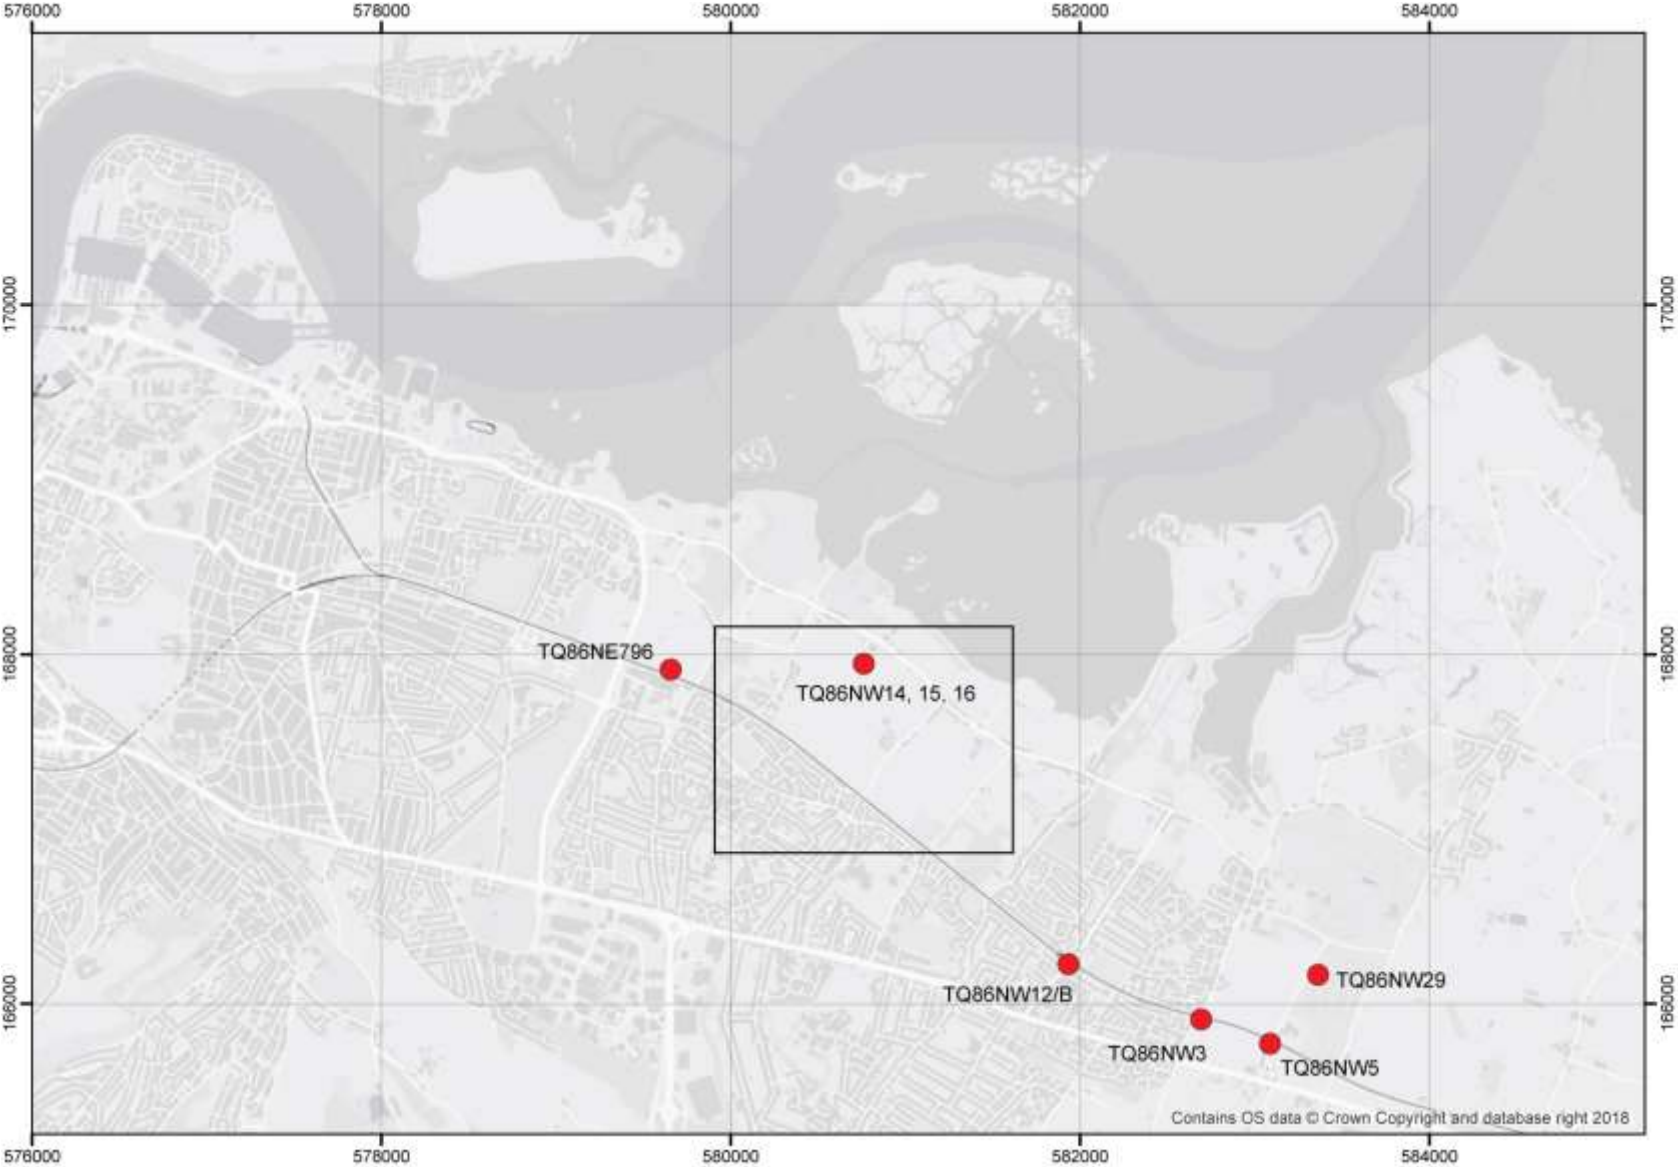 576000
578000
580000
582000
584000
170000
170000
168000
168000
TQ86NE796
TQ86NW14, 15. 16
166000
166000
TQ86NW12/B
TQ86NW29
TQ86NW3
TQ86NW5
Contains OS data © Crown Copyright and database right 2018
576000
578000
580000
582000
584000